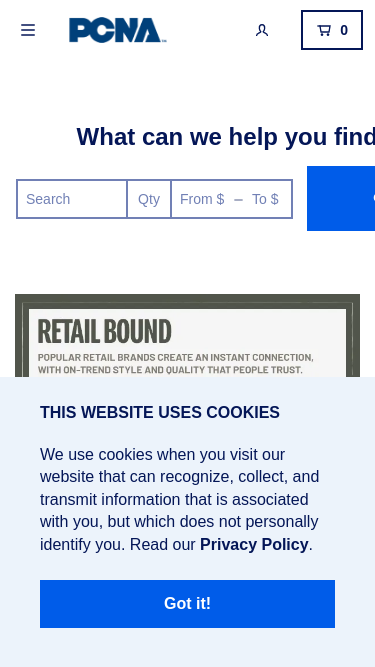 PCNA
0
What can we help you find
Search Qty From $ – To $
RETAIL BOUND
POPULAR RETAIL BRANDS CREATE AN INSTANT CONNECTION,
WITH ON-TREND STYLE AND QUALITY THAT PEOPLE TRUST.
THIS WEBSITE USES COOKIES
We use cookies when you visit our
website that can recognize, collect, and
transmit information that is associated
with you, but which does not personally
identify you. Read our Privacy Policy.
Got it!